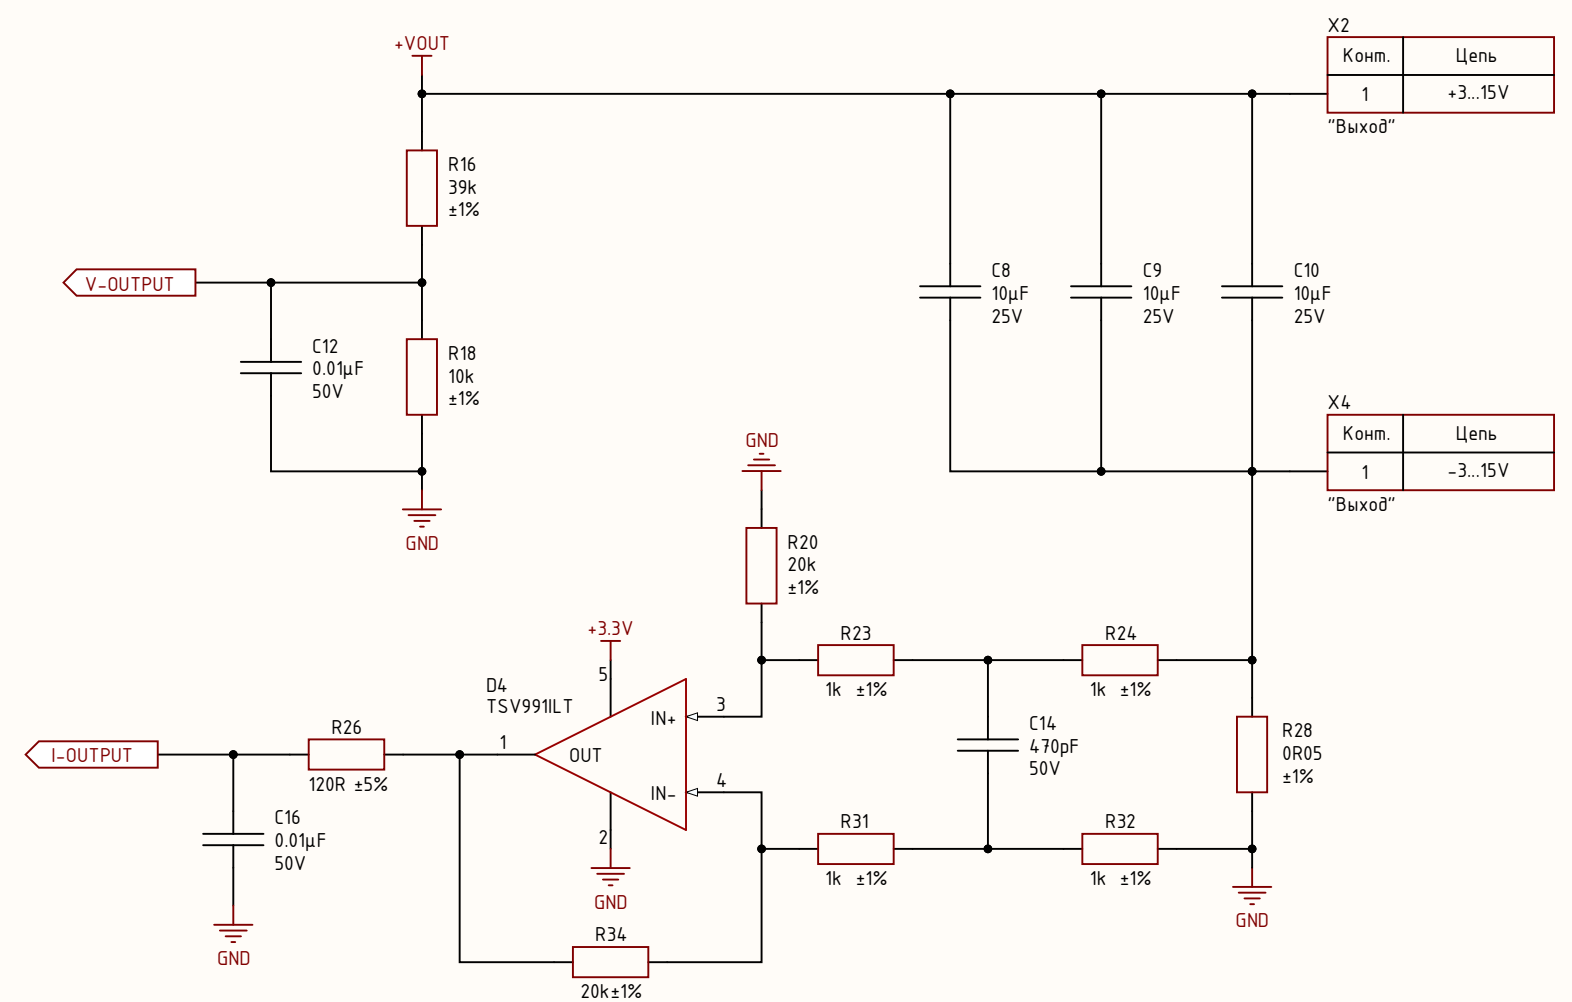 X2
Конт.
Цепь
1
+3...15V
"Выход"
+VOUT
R16
39k
±1%
V-OUTPUT
C12
0.01µF
50V
R18
10k
±1%
GND
C8
10µF
25V
C9
10µF
25V
C10
10µF
25V
X4
Конт.
Цепь
1
-3...15V
"Выход"
GND
R20
20k
±1%
+3.3V
5
D4
TSV991ILT
IN+
3
1
OUT
IN-
4
2
GND
R23
1k ±1%
R24
1k ±1%
C14
470pF
50V
R28
0R05
±1%
R31
1k ±1%
R32
1k ±1%
GND
I-OUTPUT
R26
120R ±5%
C16
0.01µF
50V
GND
R34
20k±1%